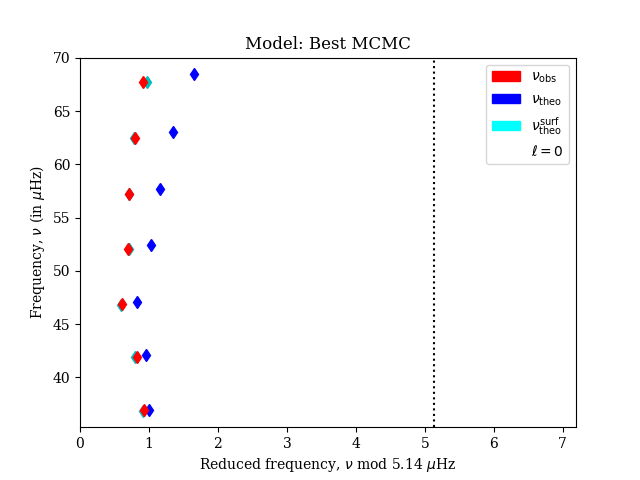 Model: Best MCMC
70
65
60
55
50
45
40
Frequency, ν (in μHz)
0 1 2 3 4 5 6 7
Reduced frequency, ν mod 5.14 μHz
ν_obs
ν_theo
ν_theo^surf
ℓ = 0